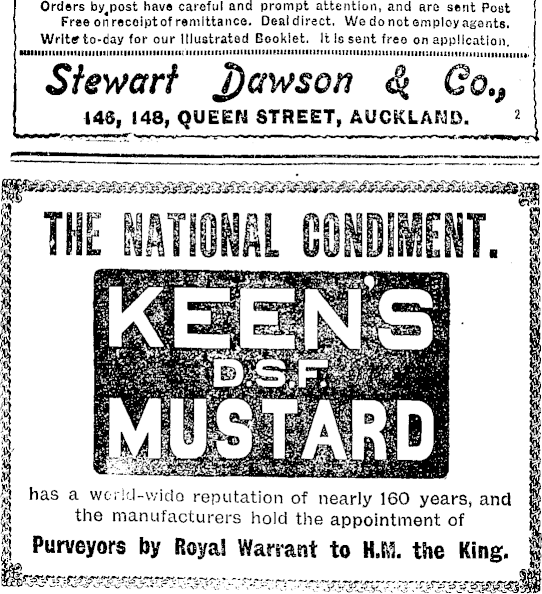 Orders by post have careful and prompt attention, and are sent Post
Free on receipt of remittance. Deal direct. We do not employ agents.
Write to-day for our Illustrated Booklet. It is sent free on application.
Stewart Dawson & Co.,
146, 148, QUEEN STREET, AUCKLAND. 2
THE NATIONAL CONDIMENT.
KEEN'S
D.S.F.
MUSTARD
has a world-wide reputation of nearly 160 years, and
the manufacturers hold the appointment of
Purveyors by Royal Warrant to H.M. the King.